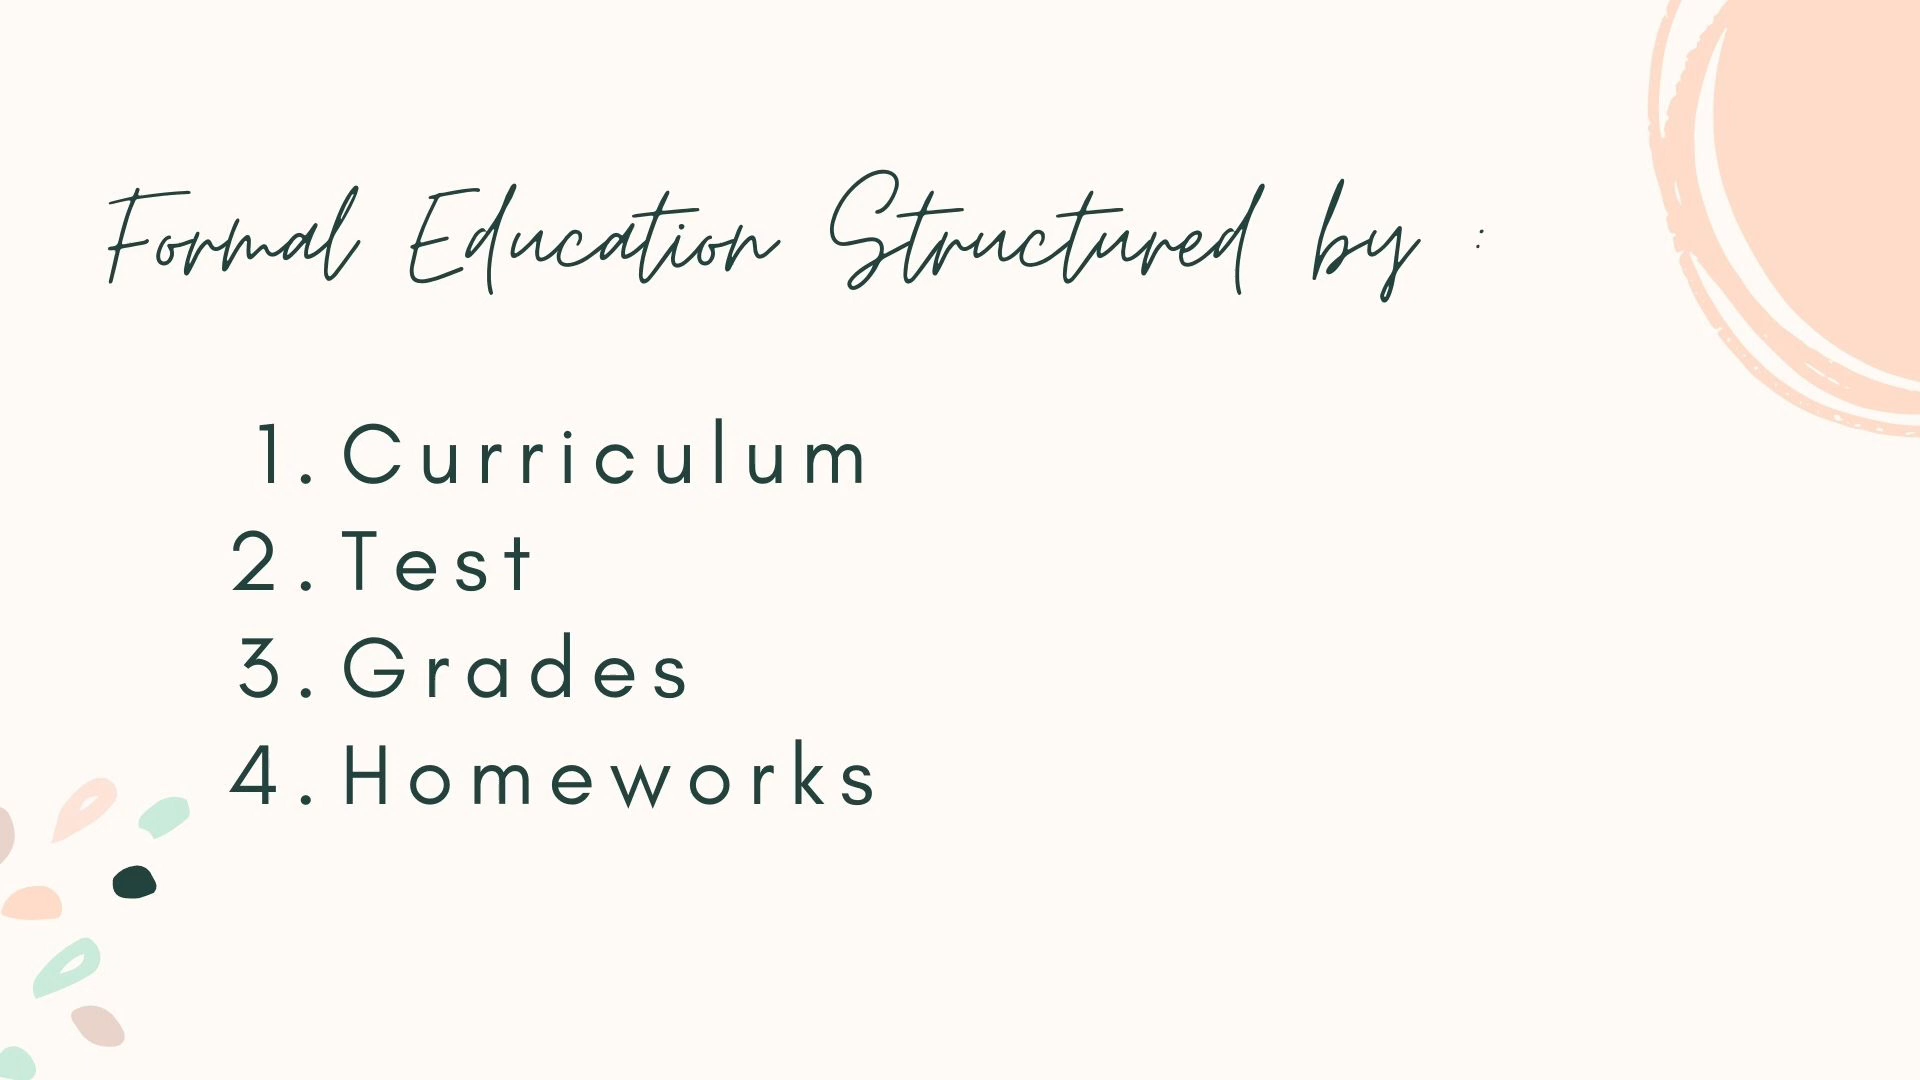 Formal Education Structured by :
1. Curriculum
2. Test
3. Grades
4. Homeworks